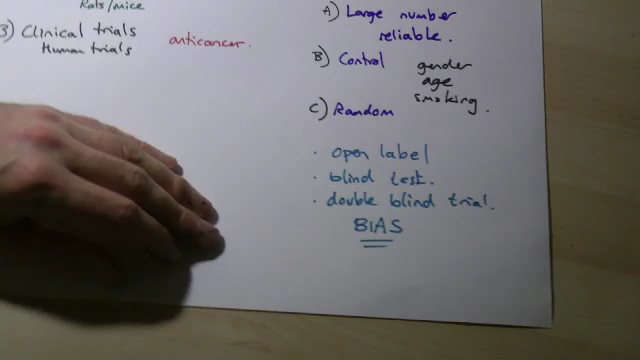 Rats/mice
3) Clinical trials
Human trials
anticancer.
A) Large number
reliable.
B) Control
gender
age
smoking.
C) Random
· open label
· blind test.
· double blind trial.
BIAS